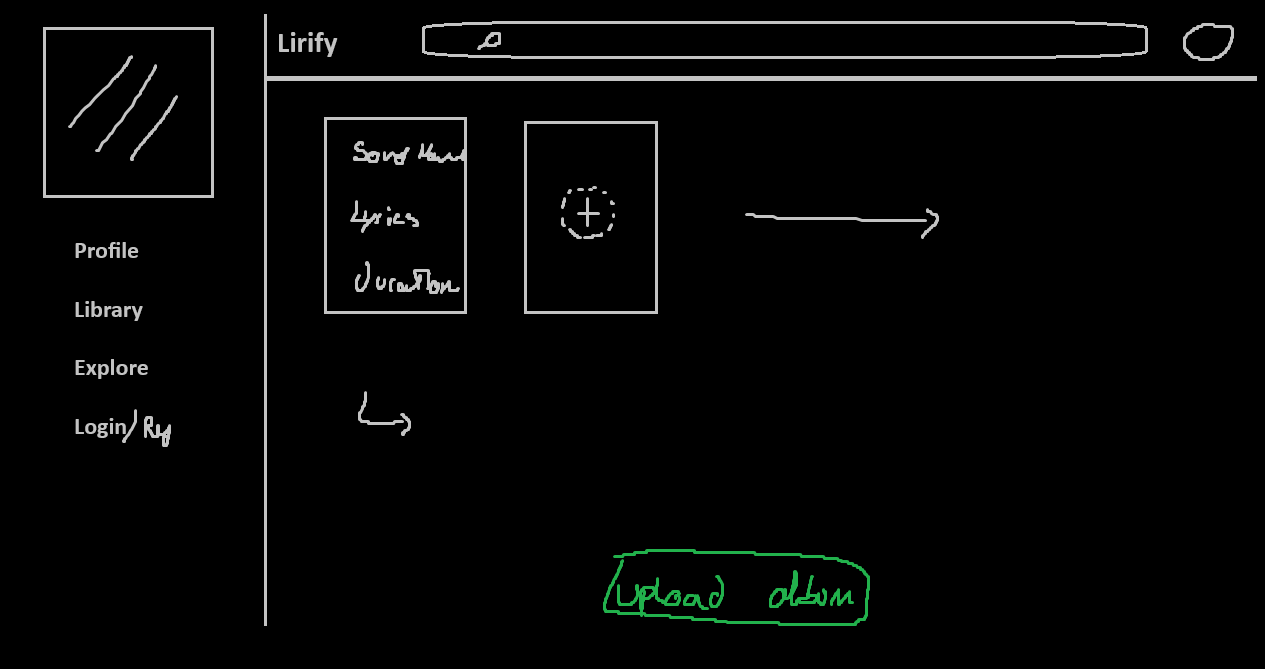 Lirify
Song Name
Lyrics
Duration
Profile
Library
Explore
Login/Reg
Upload album